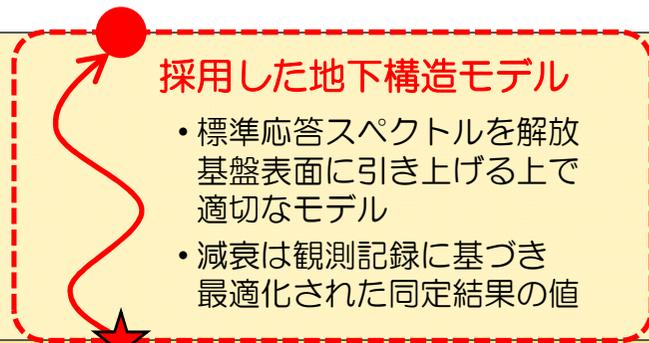 採用した地下構造モデル
•標準応答スペクトルを解放
基盤表面に引き上げる上で
適切なモデル
•減衰は観測記録に基づき
最適化された同定結果の値